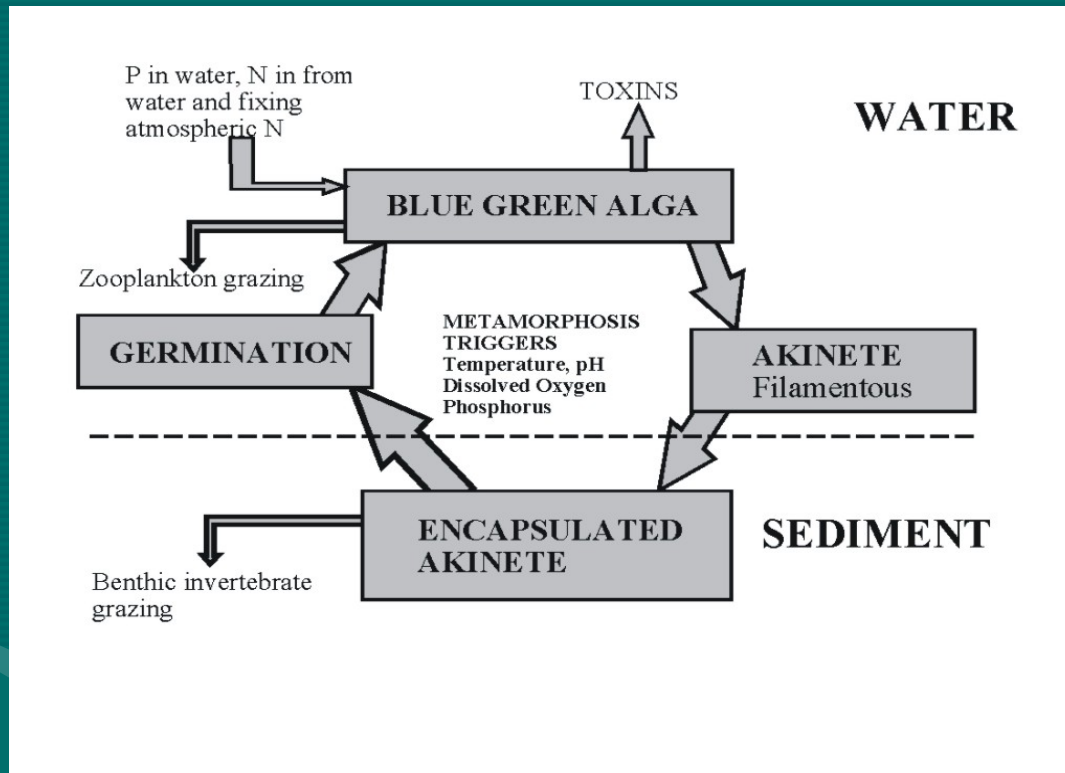 P in water, N in from
water and fixing
atmospheric N
TOXINS
WATER
BLUE GREEN ALGA
Zooplankton grazing
GERMINATION
METAMORPHOSIS
TRIGGERS
Temperature, pH
Dissolved Oxygen
Phosphorus
AKINETE
Filamentous
ENCAPSULATED
AKINETE
SEDIMENT
Benthic invertebrate
grazing